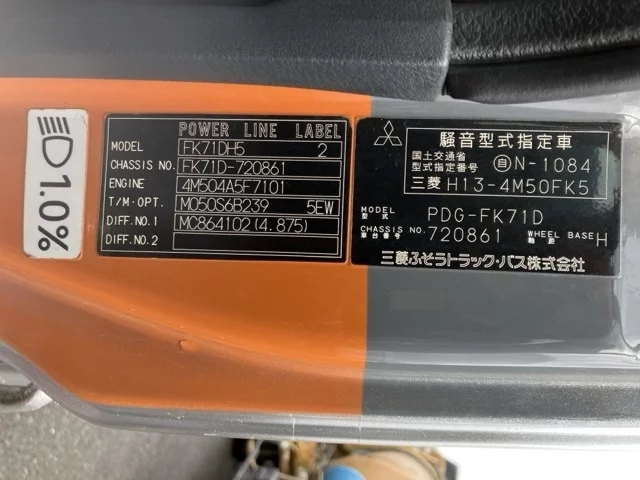 1.0%
POWER LINE LABEL
MODEL FK71DH5 2
CHASSIS NO. FK71D-720861
ENGINE 4M504A5F7101
T/M·OPT. M050S6B239 5EW
DIFF.NO.1 MC864102(4.875)
DIFF.NO.2
騒音型式指定車
国土交通省
型式指定番号 自N-1084
三菱 H13-4M50FK5
MODEL
型式 PDG-FK71D
CHASSIS NO.
車台番号 720861 WHEEL BASE
軸距 H
三菱ふそうトラック・バス株式会社